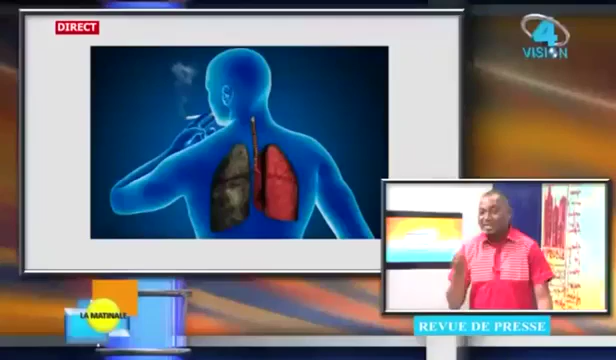 DIRECT
4
VISION
LA MATINALE
REVUE DE PRESSE